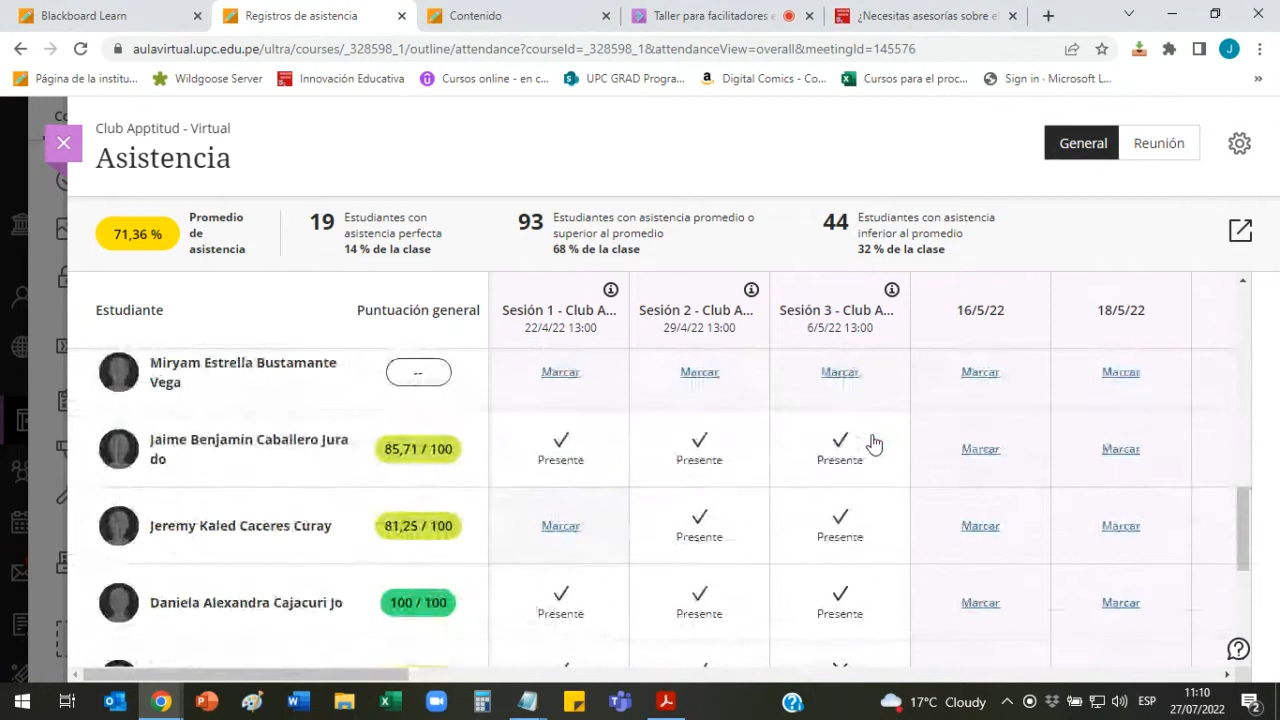 Blackboard Learn
Registros de asistencia
Contenido
Taller para facilitadores e
¿Necesitas asesorías sobre el
aulavirtual.upc.edu.pe/ultra/courses/_328598_1/outline/attendance?courseId=_328598_1&attendanceView=overall&meetingId=145576
J
Página de la institu...
Wildgoose Server
Innovación Educativa
Cursos online - en c...
UPC GRAD Progra...
Digital Comics - Co...
Cursos para el proc...
Sign in - Microsoft L...
»
Co
Club Apptitud - Virtual
Asistencia
General
Reunión
71,36 %
Promedio
de
asistencia
19
Estudiantes con
asistencia perfecta
14 % de la clase
93
Estudiantes con asistencia promedio o
superior al promedio
68 % de la clase
44
Estudiantes con asistencia
inferior al promedio
32 % de la clase
Estudiante
Puntuación general
Sesión 1 - Club A...
22/4/22 13:00
Sesión 2 - Club A...
29/4/22 13:00
Sesión 3 - Club A...
6/5/22 13:00
16/5/22
18/5/22
Miryam Estrella Bustamante
Vega
--
Marcar
Marcar
Marcar
Marcar
Marcar
Jaime Benjamín Caballero Jura
do
85,71 / 100
Presente
Presente
Presente
Marcar
Marcar
Jeremy Kaled Caceres Curay
81,25 / 100
Marcar
Presente
Presente
Marcar
Marcar
Daniela Alexandra Cajacuri Jo
100 / 100
Presente
Presente
Presente
Marcar
Marcar
17°C Cloudy
ESP
11:10
27/07/2022
2